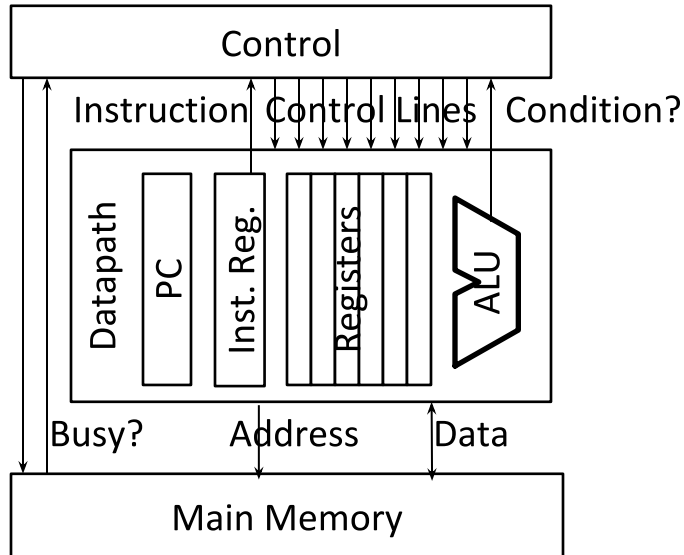 Control
Instruction Control Lines Condition?
Datapath
PC
Inst. Reg.
Registers
ALU
Busy? Address Data
Main Memory